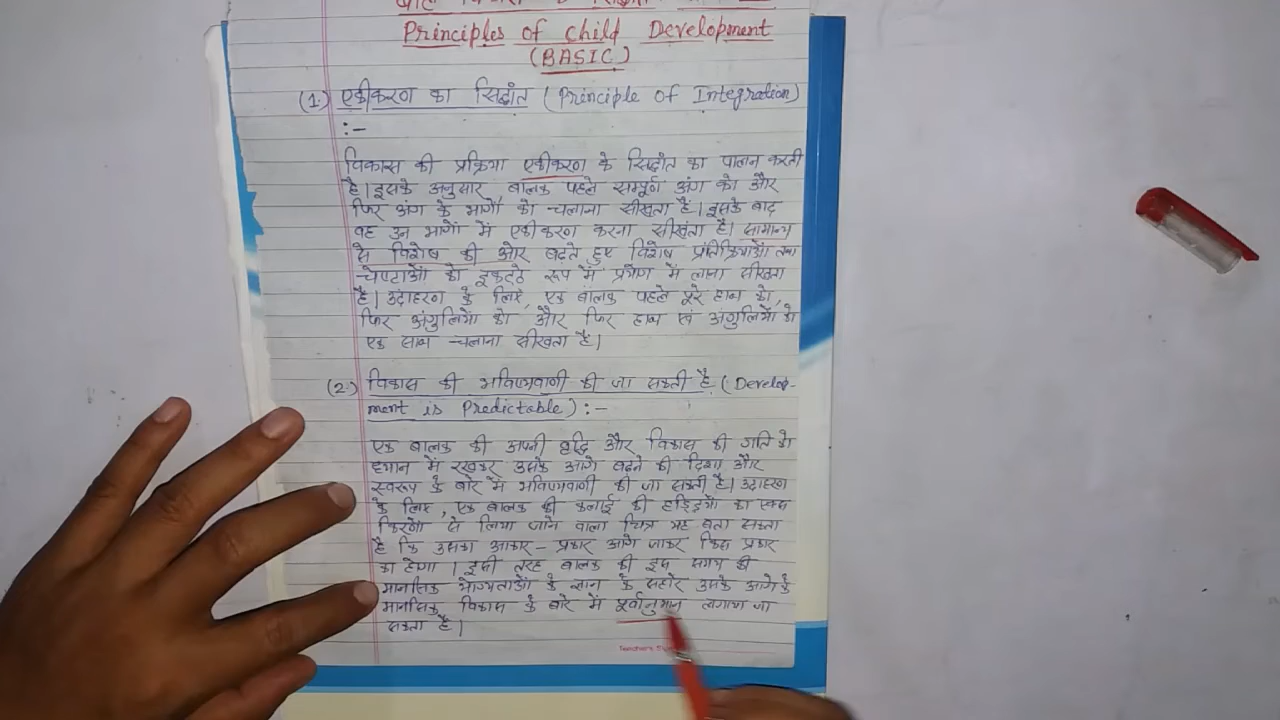 बाल विकास के सिद्धांत
Principles of Child Development
(BASIC)
(1) एकीकरण का सिद्धांत (Principle of Integration)
:-
विकास की प्रक्रिया एकीकरण के सिद्धांत का पालन करती
है। इसके अनुसार, बालक पहले सम्पूर्ण अंग को और
फिर अंग के भागों को चलाना सीखता है। इसके बाद
वह उन भागों में एकीकरण करना सीखता है। सामान्य
से विशेष की ओर बढ़ते हुए विशेष प्रतिक्रियाओं तथा
चेष्टाओं को इकट्ठे रूप में प्रयोग में लाना सीखता
है। उदाहरण के लिए, एक बालक पहले पूरे हाथ को,
फिर अंगुलियों को और फिर हाथ एवं अंगुलियों को
एक साथ चलाना सीखता है।
(2) विकास की भविष्यवाणी की जा सकती है (Develop-
ment is Predictable) :-
एक बालक की अपनी वृद्धि और विकास की गति को
ध्यान में रखकर उसके आगे बढ़ने की दिशा और
स्वरूप के बारे में भविष्यवाणी की जा सकती है। उदाहरण
के लिए, एक बालक की कलाई की हड्डियों का एक्स
किरणों से लिया जाने वाला चित्र यह बता सकता
है कि उसका आकार-प्रकार आगे जाकर किस प्रकार
का होगा। इसी तरह बालक की इस समय की
मानसिक योग्यताओं के ज्ञान के सहारे उसके आगे के
मानसिक विकास के बारे में पूर्वानुमान लगाया जा
सकता है।